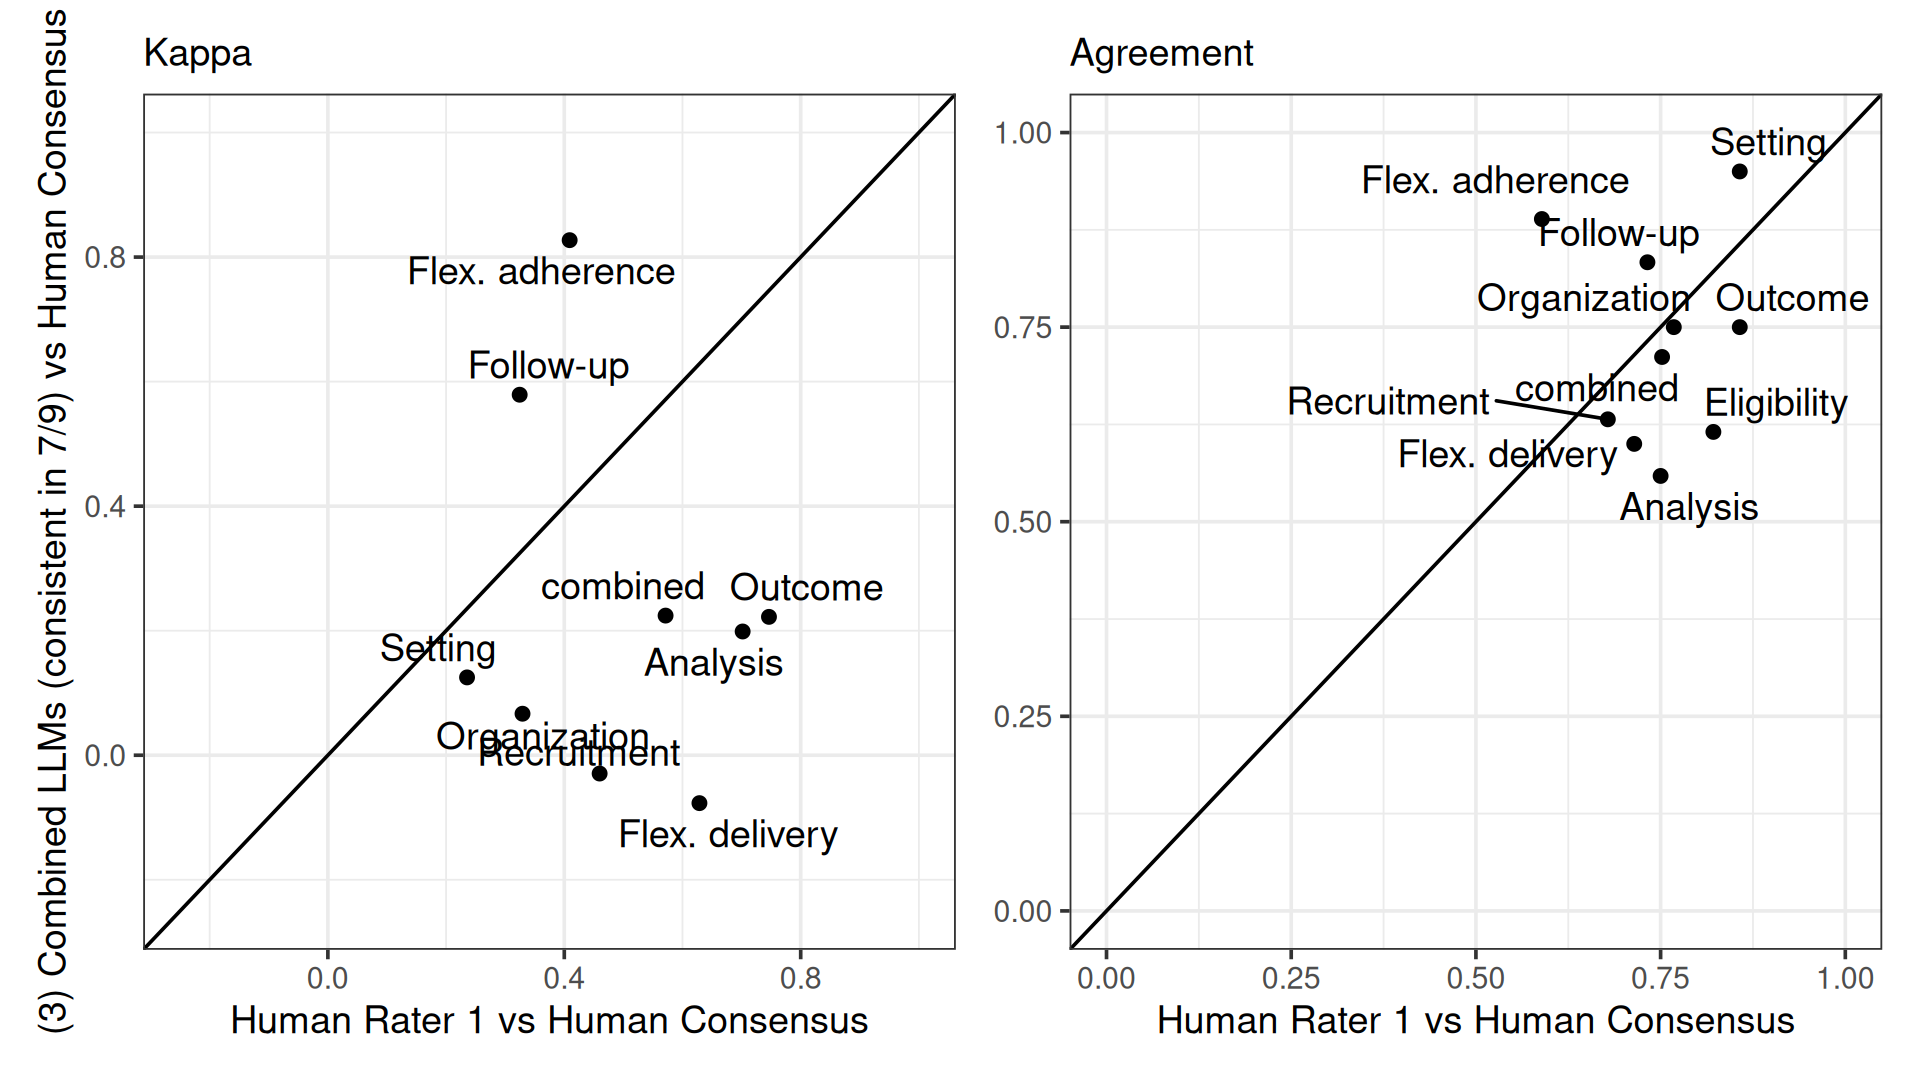 Kappa
Agreement
(3) Combined LLMs (consistent in 7/9) vs Human Consensus
0.8
0.4
0.0
Flex. adherence
Follow-up
combined
Outcome
Analysis
Setting
Organization
Recruitment
Flex. delivery
0.0
0.4
0.8
Human Rater 1 vs Human Consensus
1.00
0.75
0.50
0.25
0.00
Setting
Flex. adherence
Follow-up
Organization
Outcome
combined
Recruitment
Eligibility
Flex. delivery
Analysis
0.00
0.25
0.50
0.75
1.00
Human Rater 1 vs Human Consensus